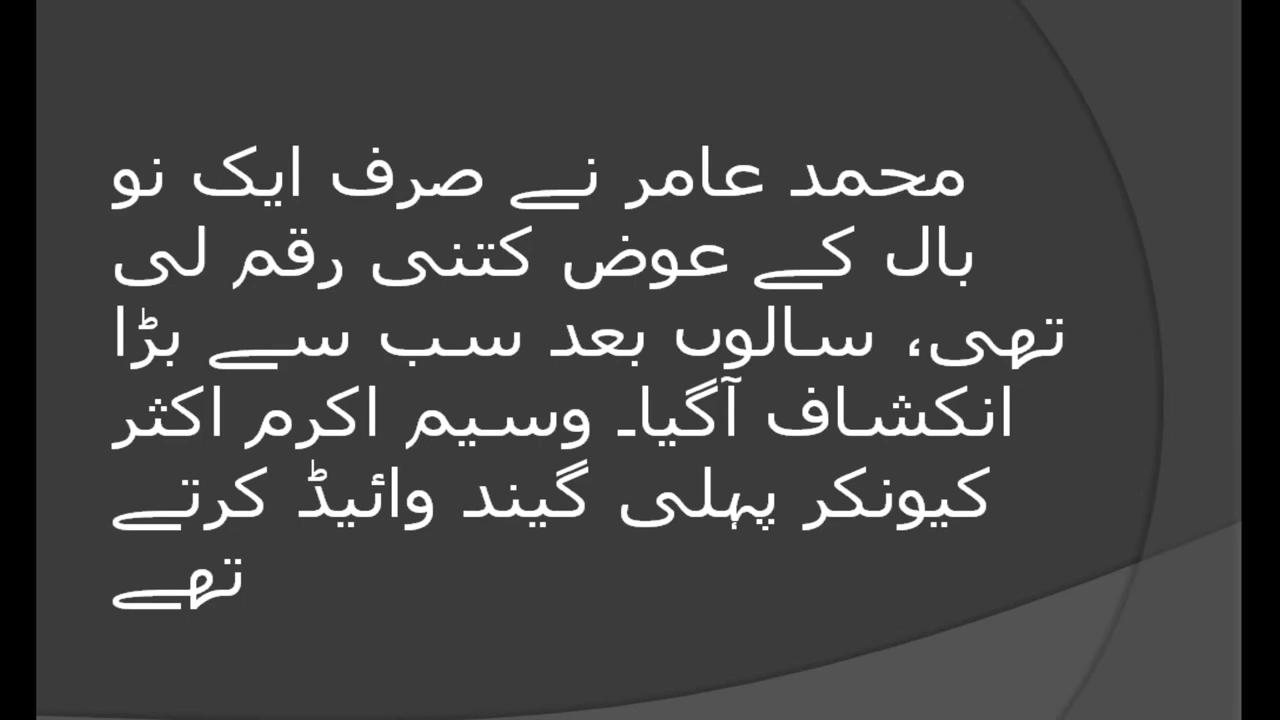 محمد عامر نے صرف ایک نو
بال کے عوض کتنی رقم لی
تھی، سالوں بعد سب سے بڑا
انکشاف آگیا۔ وسیم اکرم اکثر
کیونکر پہلی گیند وائیڈ کرتے
تھے